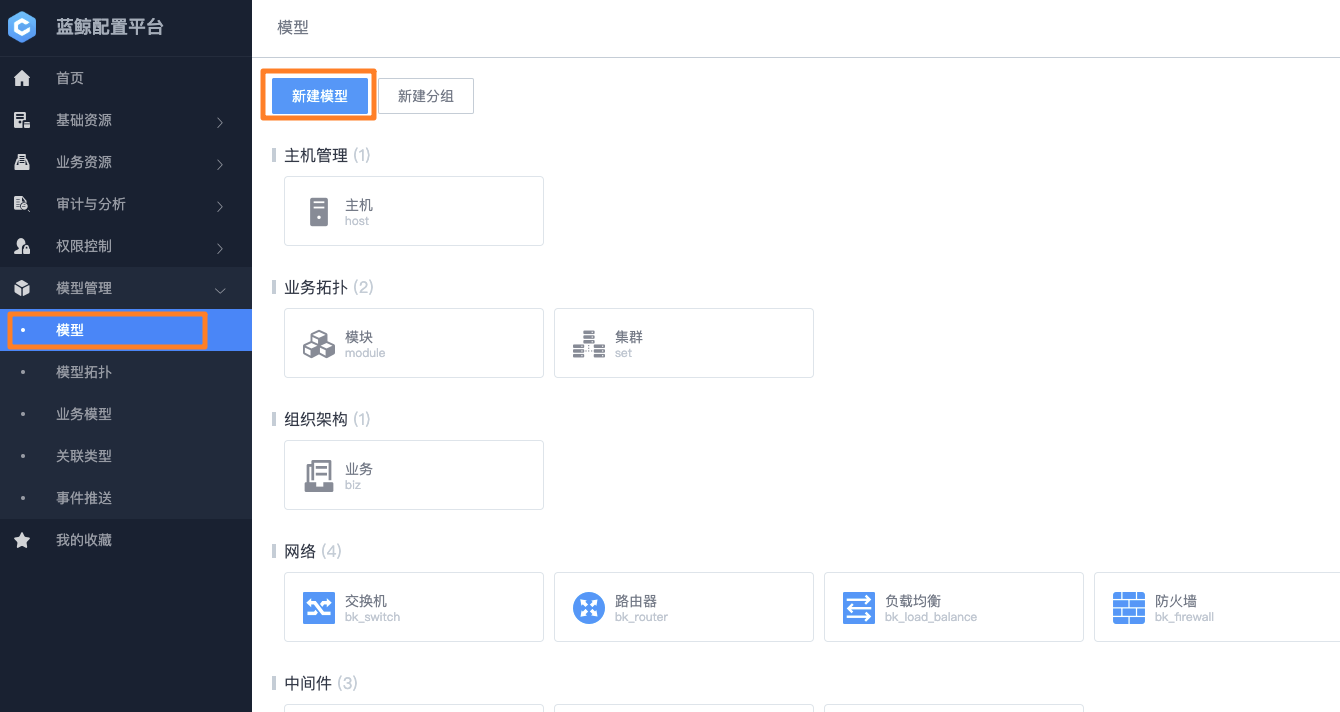 蓝鲸配置平台
首页
基础资源
业务资源
审计与分析
权限控制
模型管理
模型
模型拓扑
业务模型
关联类型
事件推送
我的收藏
模型
新建模型 新建分组
主机管理 (1)
主机
host
业务拓扑 (2)
模块
module
集群
set
组织架构 (1)
业务
biz
网络 (4)
交换机
bk_switch
路由器
bk_router
负载均衡
bk_load_balance
防火墙
bk_firewall
中间件 (3)